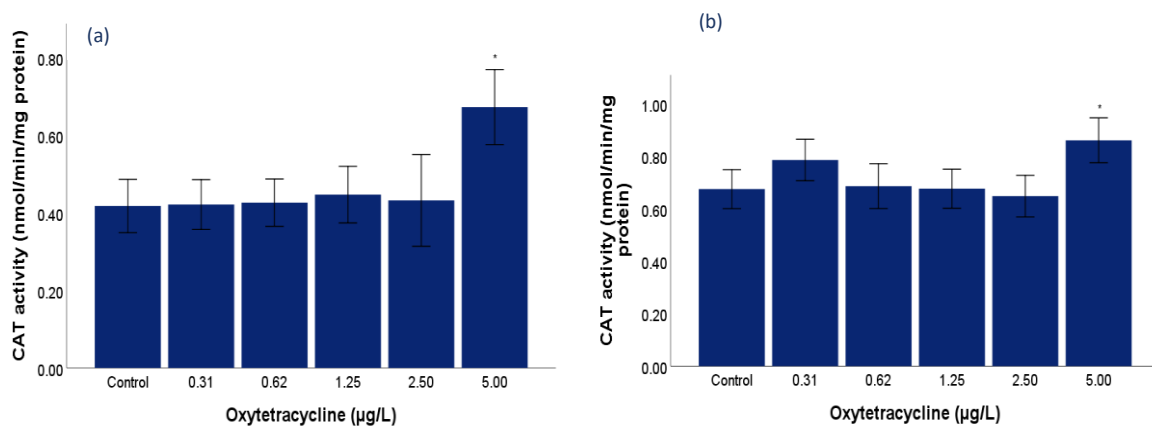 (a)
CAT activity (nmol/min/mg protein)
0.80
0.60
0.40
0.20
0.00
*
Control 0.31 0.62 1.25 2.50 5.00
Oxytetracycline (µg/L)
(b)
CAT activity (nmol/min/mg
protein)
1.00
0.80
0.60
0.40
0.20
0.00
*
Control 0.31 0.62 1.25 2.50 5.00
Oxytetracycline (µg/L)